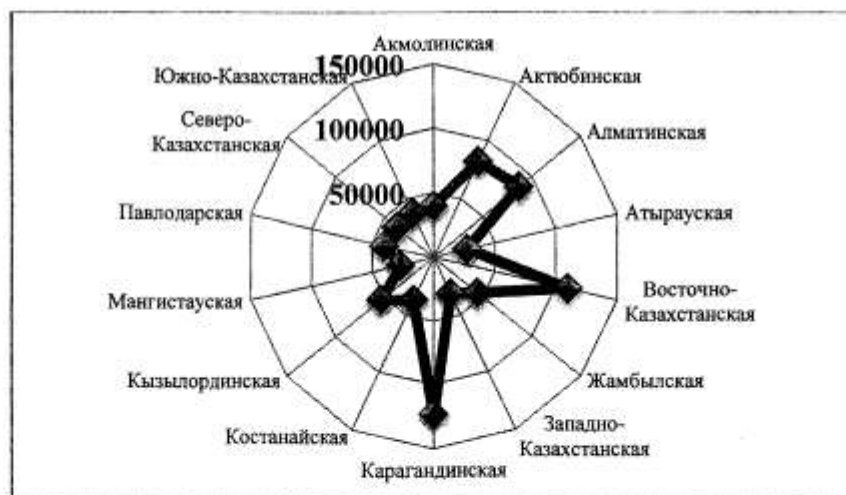 Акмолинская
150000
Южно-Казахстанская
Актюбинская
Северо-
Казахстанская
100000
Алматинская
50000
Павлодарская
Атырауская
Мангистауская
Восточно-
Казахстанская
Кызылординская
Жамбылская
Костанайская
Западно-
Казахстанская
Карагандинская